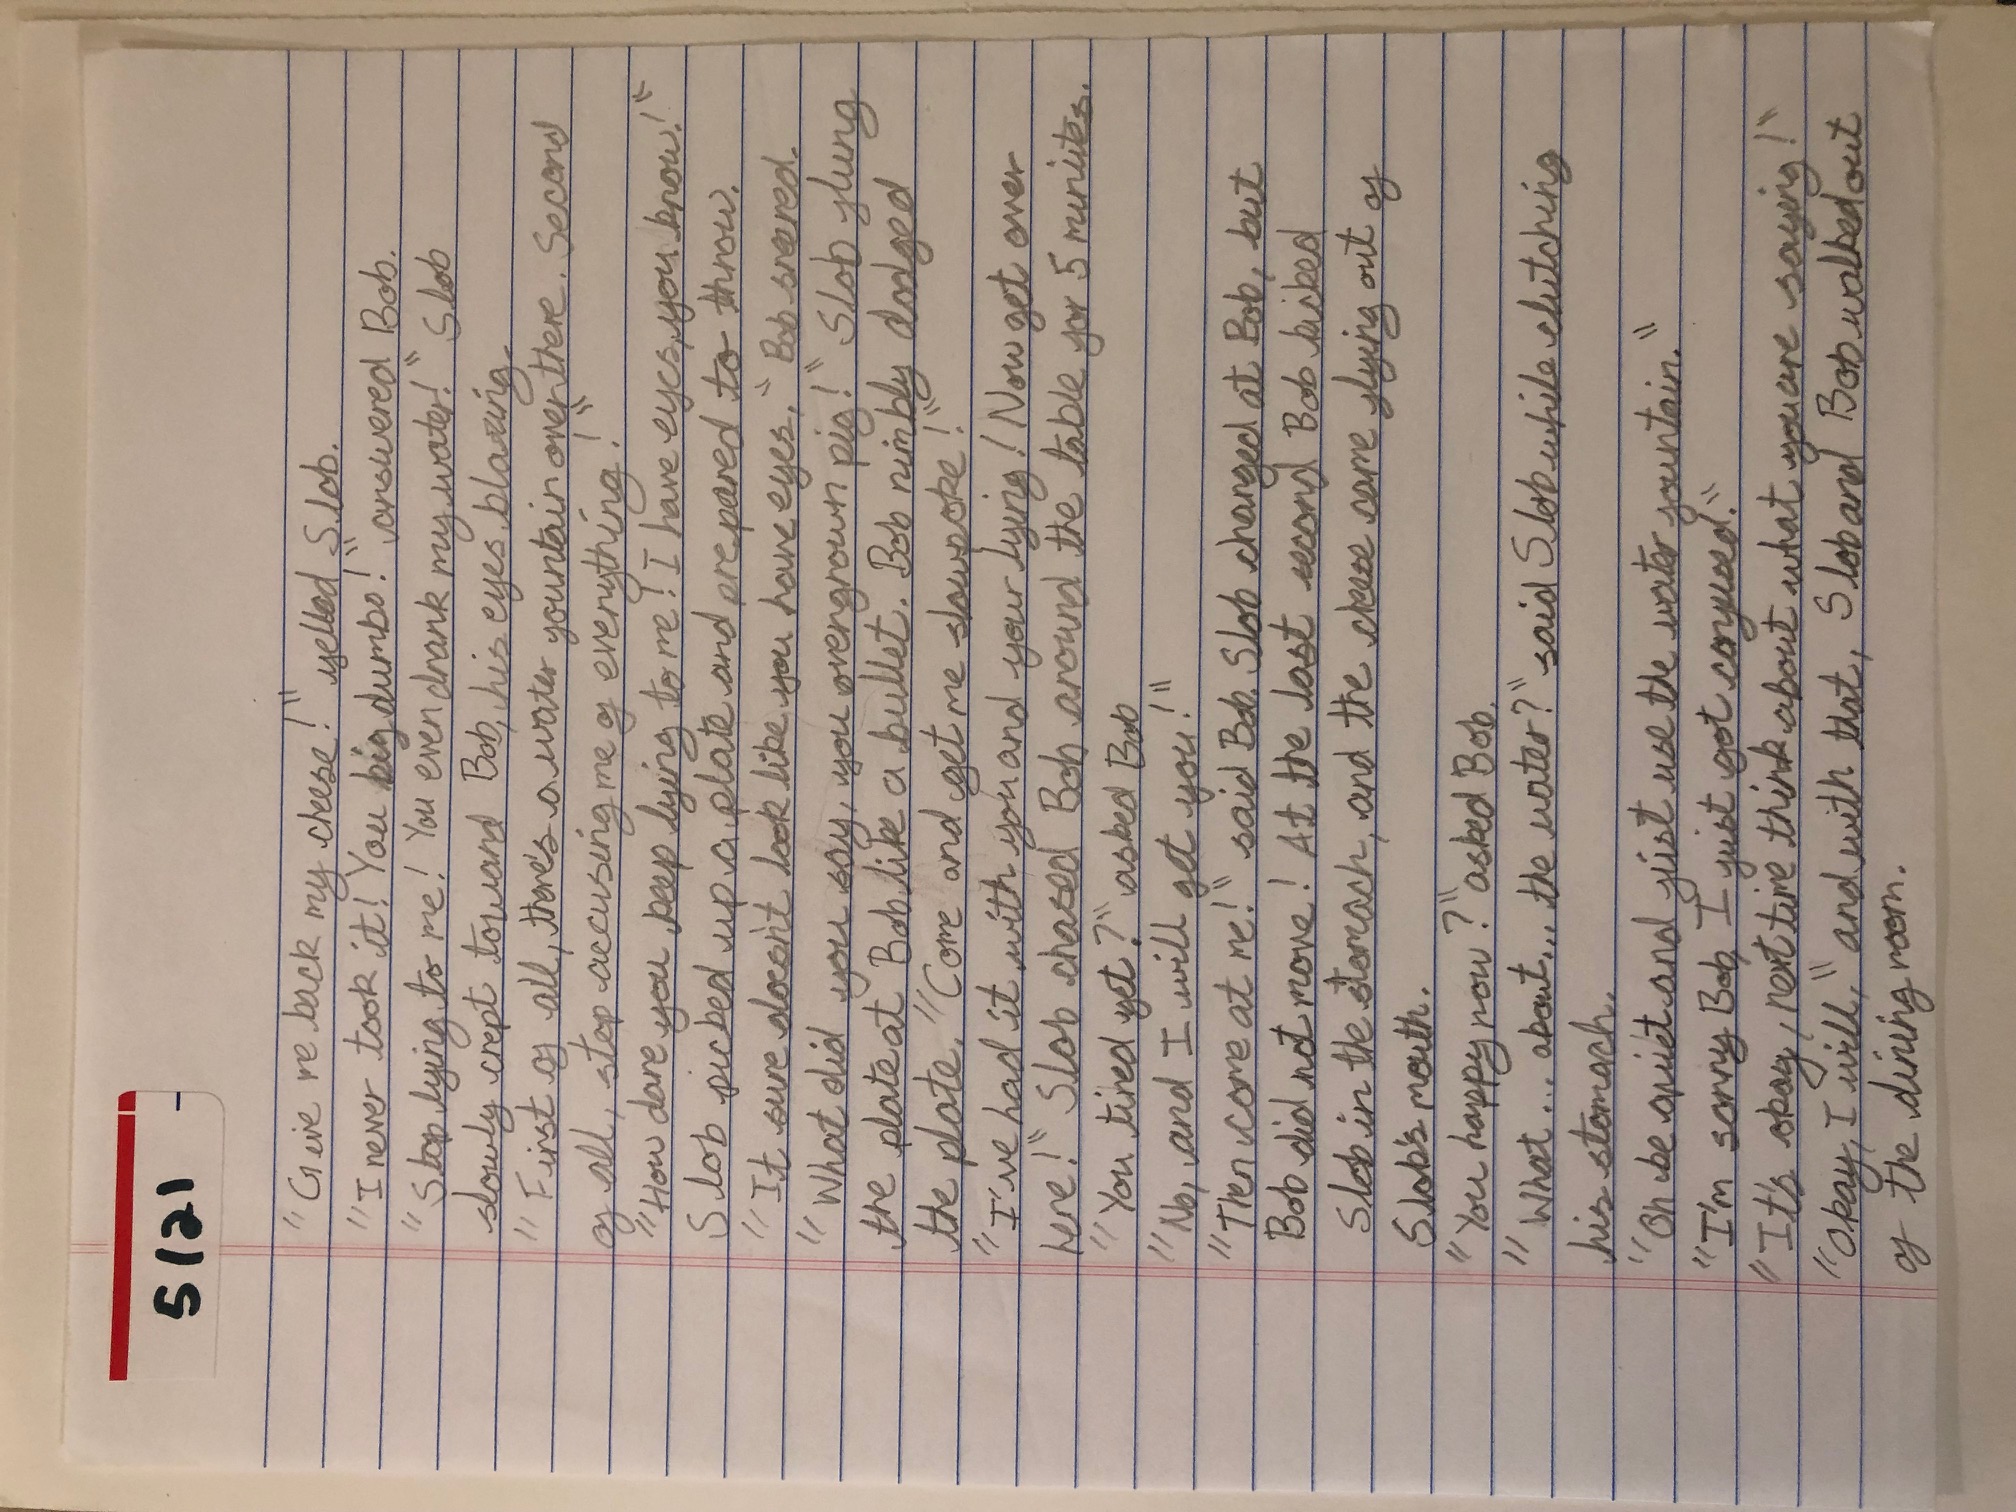 5121
"Give me back my cheese!" yelled Slob.
"I never took it! You big dumbo!" answered Bob.
"Stop lying to me! You even drank my water!" Slob
slowly crept toward Bob, his eyes blazing.
"First of all, there's a water fountain over there. Second
of all, stop accusing me of everything!"
"How dare you keep lying to me! I have eyes, you know!"
Slob picked up a plate and prepared to throw.
"It sure doesn't look like you have eyes," Bob sneered.
"What did you say, you overgrown pig!" Slob flung
the plate at Bob like a bullet. Bob nimbly dodged
the plate. "Come and get me slowpoke!"
"I've had it with you and your lying! Now get over
here!" Slob chased Bob around the table for 5 minutes.
"You tired yet?" asked Bob
"No, and I will get you!"
"Then come at me!" said Bob. Slob charged at Bob, but
Bob did not move! At the last second Bob kicked
Slob in the stomach, and the cheese came flying out of
Slob's mouth.
"You happy now?" asked Bob.
"What... about... the water?" said Slob while clutching
his stomach.
"Oh be quiet and just use the water fountain."
"I'm sorry Bob, I just got confused."
"It's okay, next time think about what you are saying!"
"Okay, I will," and with that, Slob and Bob walked out
of the dining room.